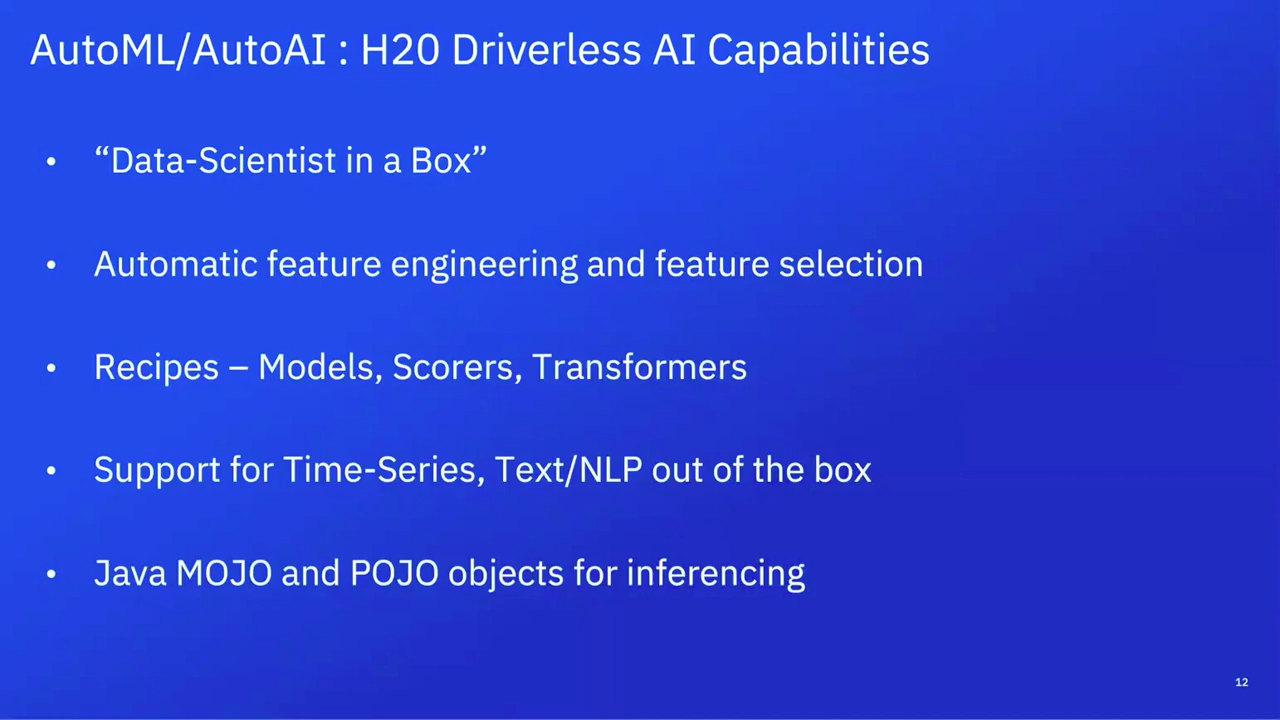 AutoML/AutoAI : H20 Driverless AI Capabilities
• “Data-Scientist in a Box”
• Automatic feature engineering and feature selection
• Recipes – Models, Scorers, Transformers
• Support for Time-Series, Text/NLP out of the box
• Java MOJO and POJO objects for inferencing
12